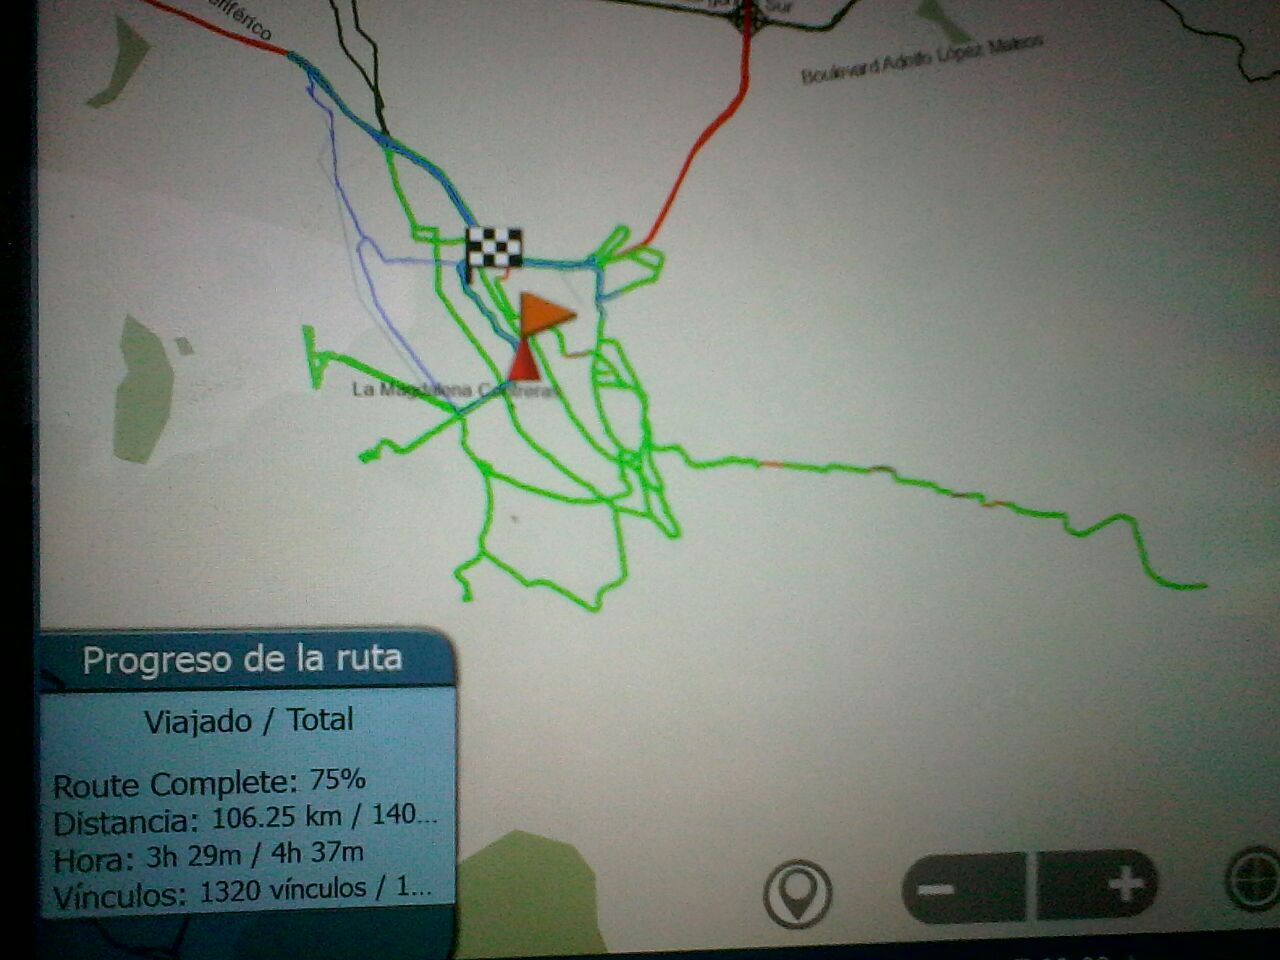 Sur
Boulevard Adolfo López Mateos
La Magdalena Contreras
Progreso de la ruta
Viajado / Total
Route Complete: 75%
Distancia: 106.25 km / 140...
Hora: 3h 29m / 4h 37m
Vínculos: 1320 vínculos / 1...